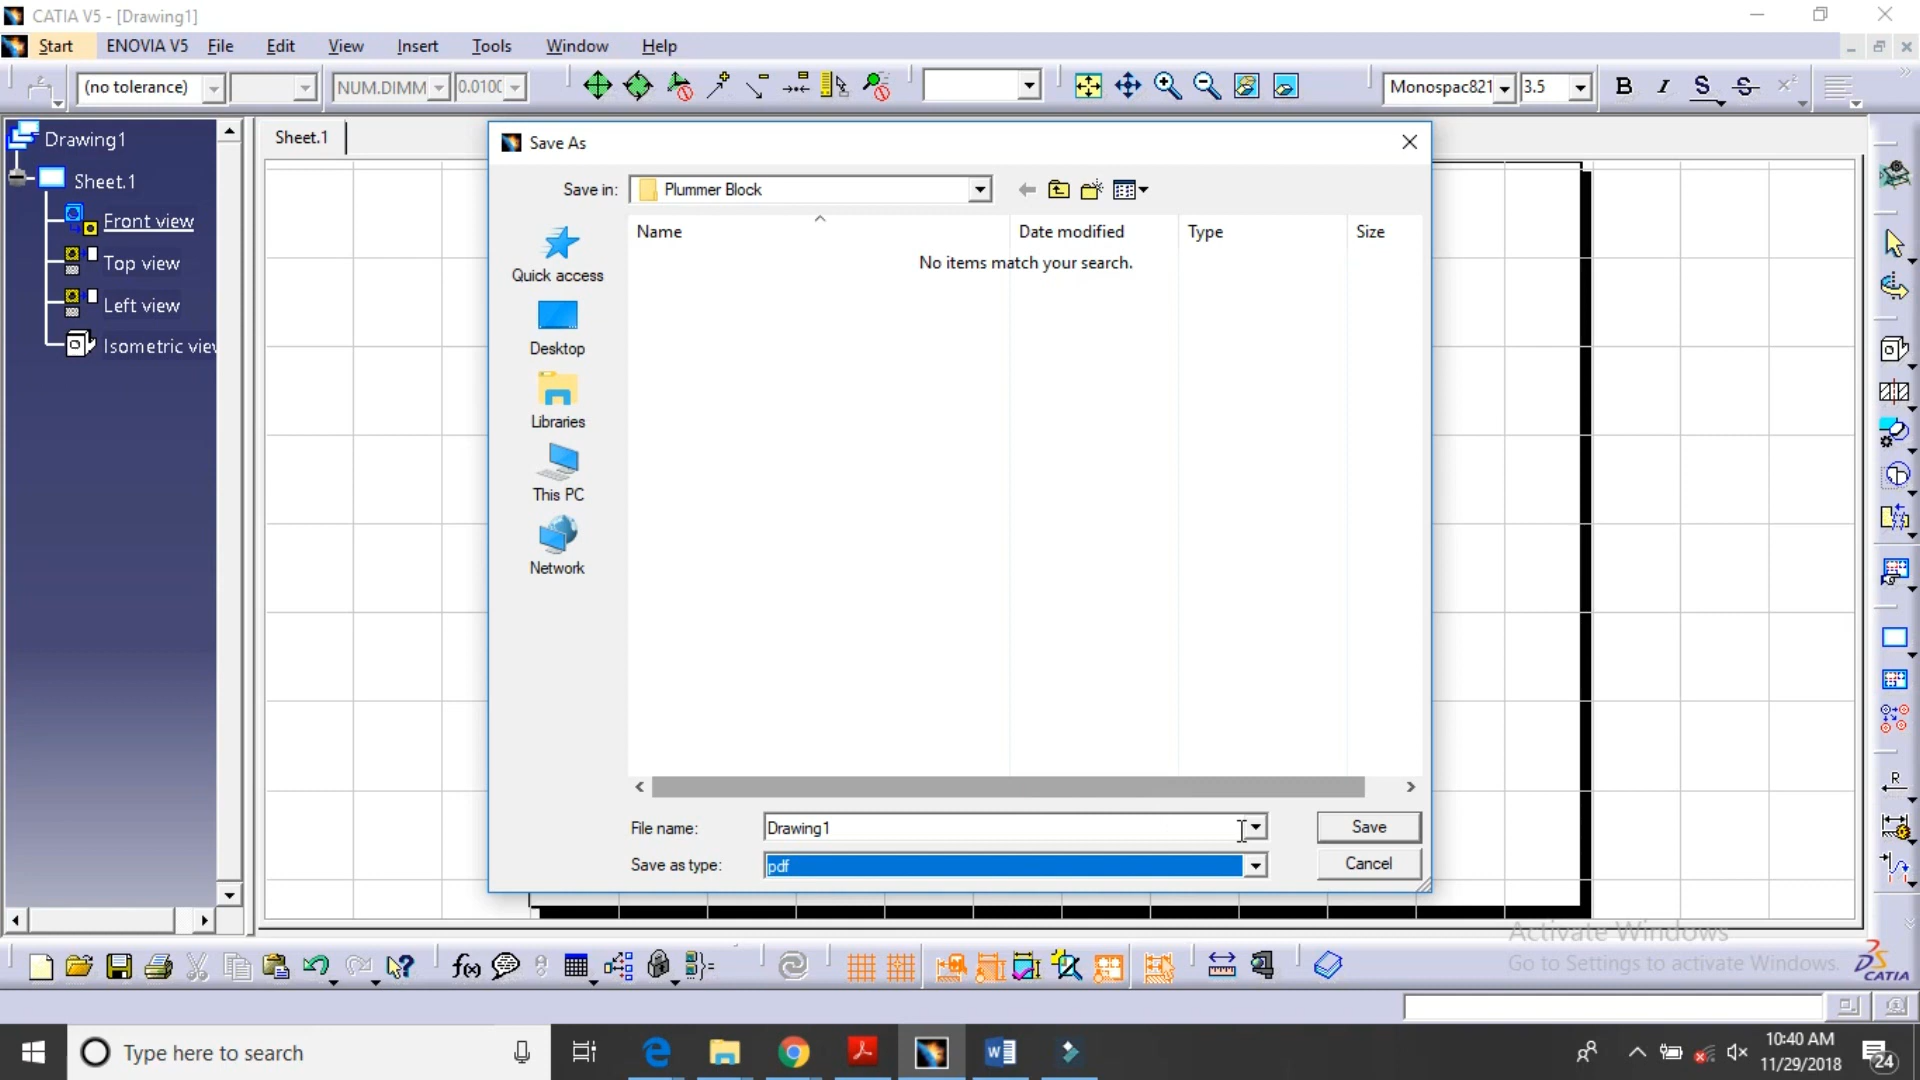 CATIA V5 - [Drawing1]
Start ENOVIA V5 File Edit View Insert Tools Window Help
(no tolerance) NUM.DIMM 0.010 Monospac821 3.5 B I S S
Drawing1
Sheet.1
Front view
Top view
Left view
Isometric view
Sheet.1
Save As
Save in: Plummer Block
Name Date modified Type Size
No items match your search.
Quick access
Desktop
Libraries
This PC
Network
File name: Drawing1 Save
Save as type: pdf Cancel
Activate Windows
Go to Settings to activate Windows.
CATIA
Type here to search
10:40 AM
11/29/2018
24